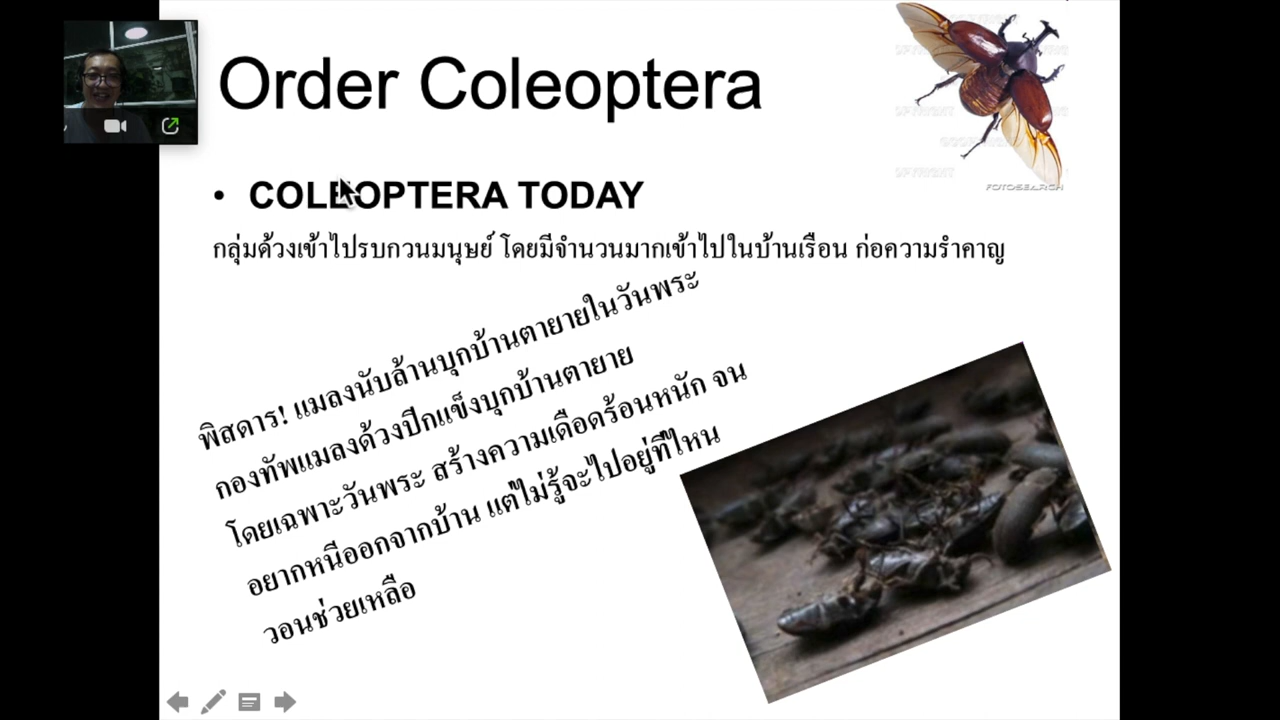 Order Coleoptera
• COLEOPTERA TODAY
กลุ่มด้วงเข้าไปรบกวนมนุษย์ โดยมีจำนวนมากเข้าไปในบ้านเรือน ก่อความรำคาญ
พิสดาร! แมลงนับล้านบุกบ้านตายายในวันพระ
กองทัพแมลงด้วงปีกแข็งบุกบ้านตายาย
โดยเฉพาะวันพระ สร้างความเดือดร้อนหนัก จน
อยากหนีออกจากบ้าน แต่ไม่รู้จะไปอยู่ที่ไหน
วอนช่วยเหลือ
FOTOSEARCH